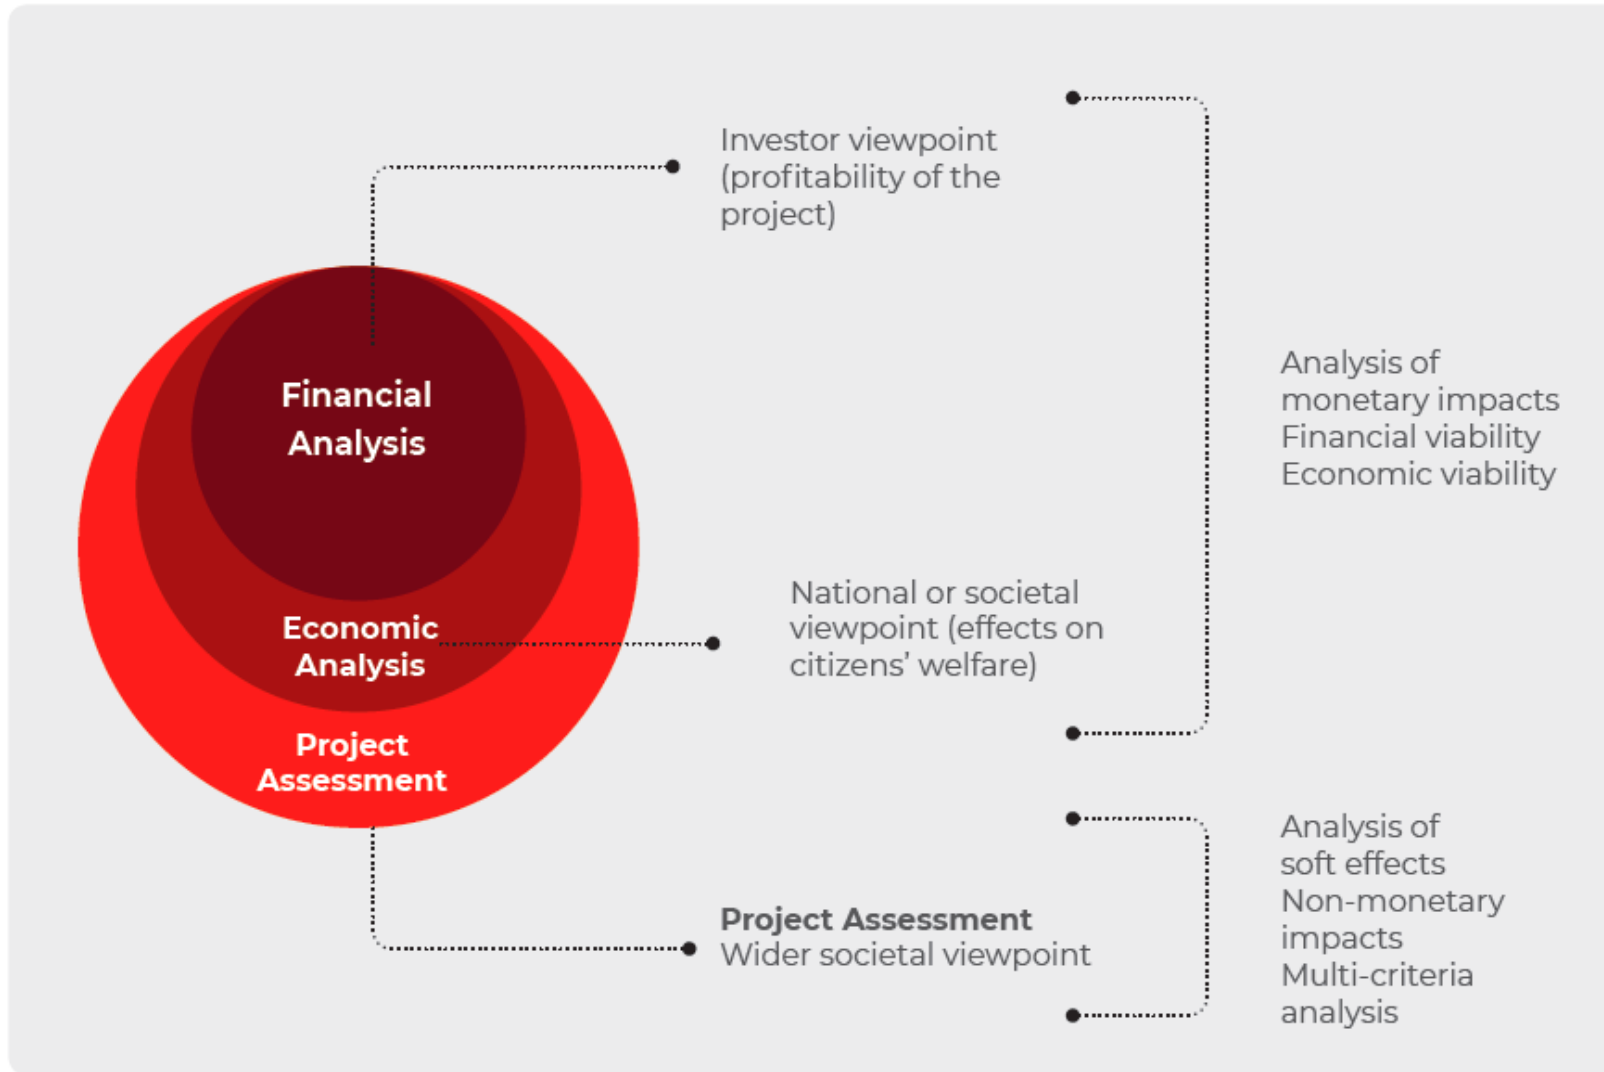 Investor viewpoint
(profitability of the
project)
Financial
Analysis
Analysis of
monetary impacts
Financial viability
Economic viability
National or societal
viewpoint (effects on
citizens’ welfare)
Economic
Analysis
Project
Assessment
Project Assessment
Wider societal viewpoint
Analysis of
soft effects
Non-monetary
impacts
Multi-criteria
analysis